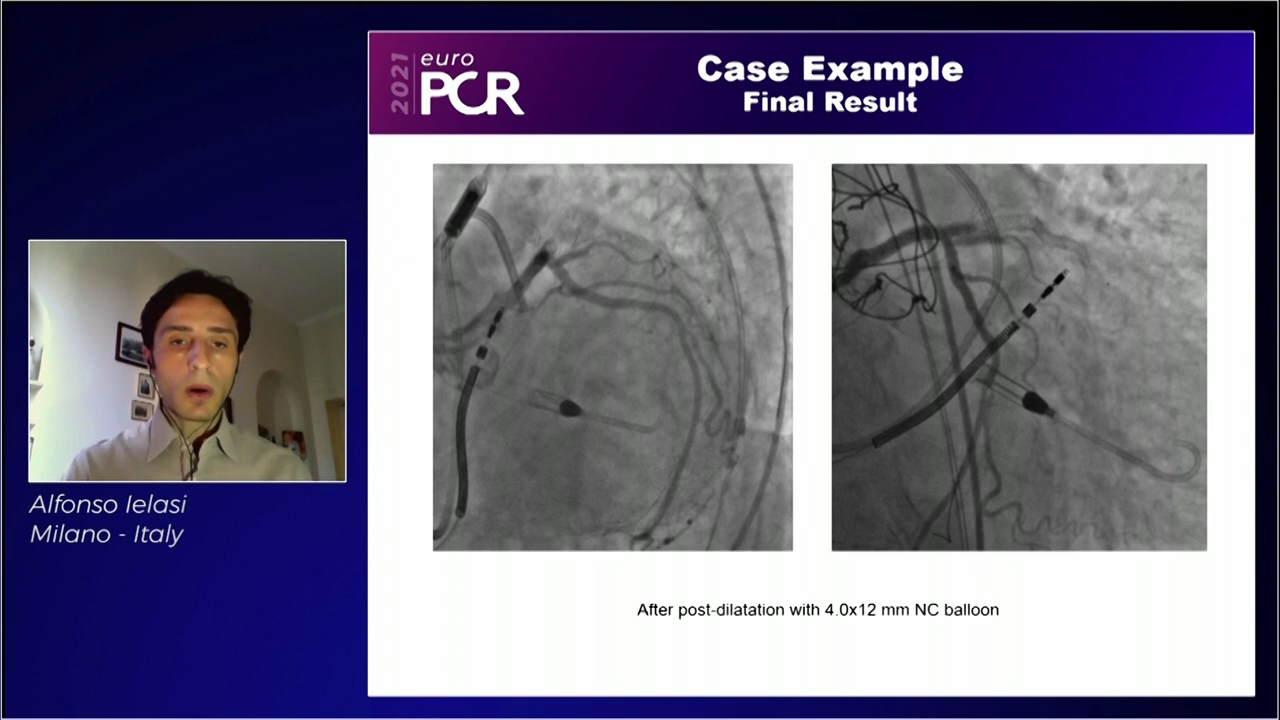 2021
euro
PCR
Case Example
Final Result
Alfonso Ielasi
Milano - Italy
After post-dilatation with 4.0x12 mm NC balloon